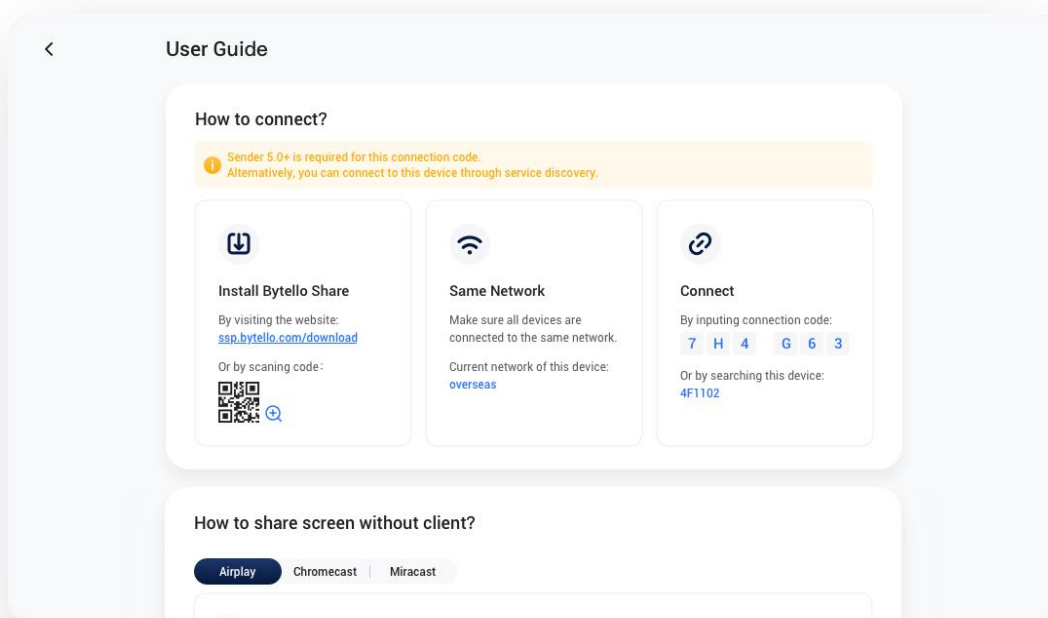 User Guide
How to connect?
Sender 5.0+ is required for this connection code.
Alternatively, you can connect to this device through service discovery.
Install Bytello Share
By visiting the website:
ssp.bytello.com/download
Or by scaning code:
Same Network
Make sure all devices are
connected to the same network.
Current network of this device:
overseas
Connect
By inputing connection code:
7 H 4 G 6 3
Or by searching this device:
4F1102
How to share screen without client?
Airplay Chromecast | Miracast